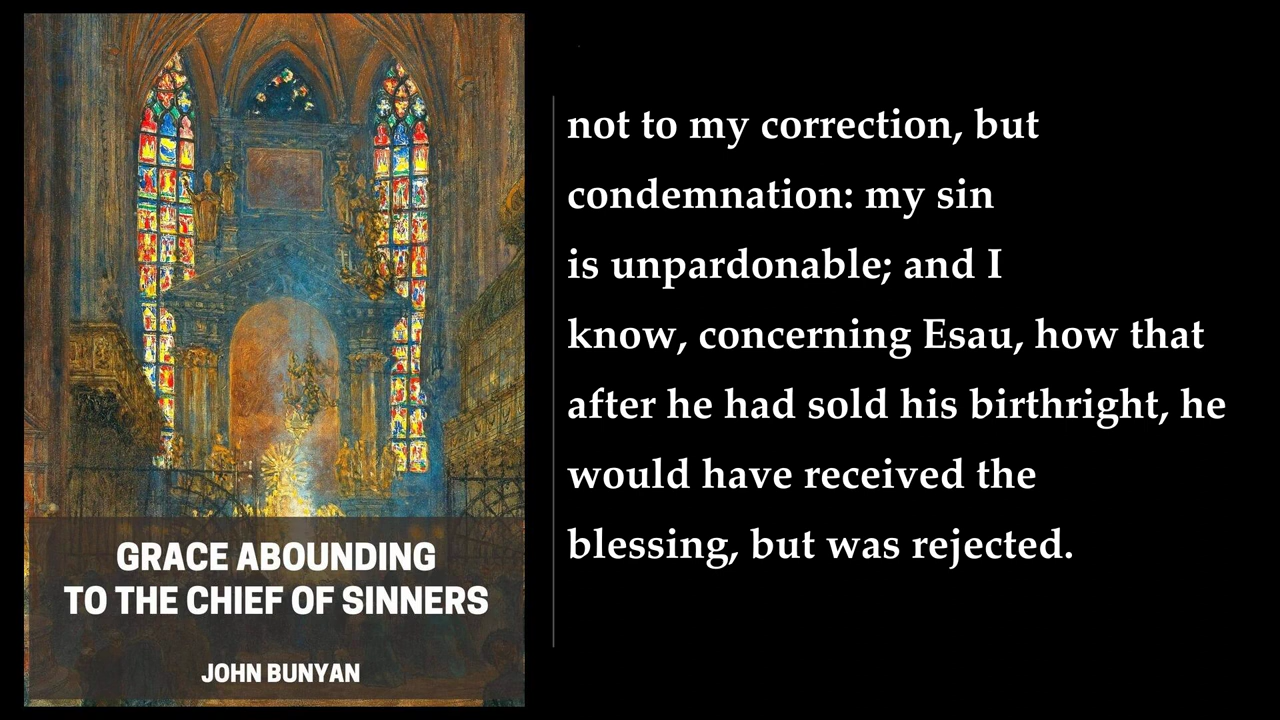 GRACE ABOUNDING
TO THE CHIEF OF SINNERS
JOHN BUNYAN
not to my correction, but
condemnation: my sin
is unpardonable; and I
know, concerning Esau, how that
after he had sold his birthright, he
would have received the
blessing, but was rejected.